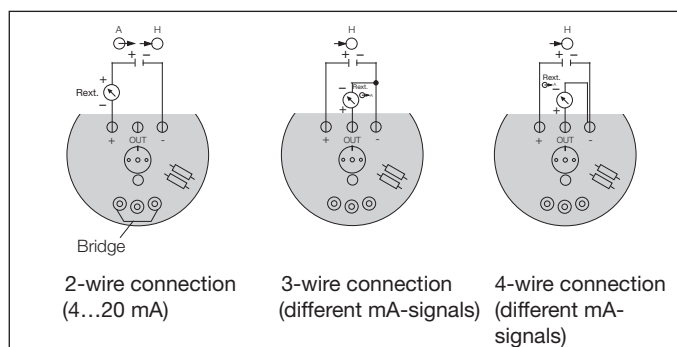 A H
+ −
+
Rext.
−
+ OUT -
Bridge
2-wire connection
(4…20 mA)
H
+ −
− Rext.
A
+
+ OUT -
3-wire connection
(different mA-signals)
H
+ −
Rext.
A −
+
+ OUT -
4-wire connection
(different mA-
signals)